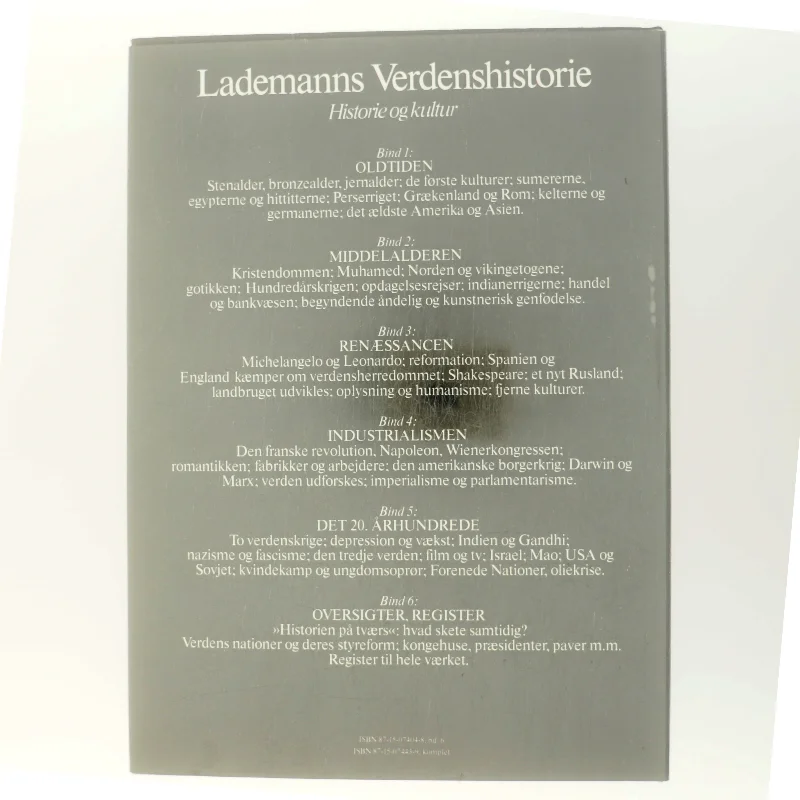 Lademanns Verdenshistorie
Historie og kultur
Bind 1:
OLDTIDEN
Stenalder, bronzealder, jernalder; de første kulturer; sumererne,
egypterne og hittitterne; Perserriget; Grækenland og Rom; kelterne og
germanerne; det ældste Amerika og Asien.
Bind 2:
MIDDELALDEREN
Kristendommen; Muhamed; Norden og vikingetogene;
gotikken; Hundredårskrigen; opdagelsesrejser; indianerrigerne; handel
og bankvæsen; begyndende åndelig og kunstnerisk genfødelse.
Bind 3:
RENÆSSANCEN
Michelangelo og Leonardo; reformation; Spanien og
England kæmper om verdensherredommet; Shakespeare; et nyt Rusland;
landbruget udvikles; oplysning og humanisme; fjerne kulturer.
Bind 4:
INDUSTRIALISMEN
Den franske revolution, Napoleon, Wienerkongressen;
romantikken; fabrikker og arbejdere; den amerikanske borgerkrig; Darwin og
Marx; verden udforskes; imperialisme og parlamentarisme.
Bind 5:
DET 20. ÅRHUNDREDE
To verdenskrige; depression og vækst; Indien og Gandhi;
nazisme og fascisme; den tredje verden; film og tv; Israel; Mao; USA og
Sovjet; kvindekamp og ungdomsoprør; Forenede Nationer, oliekrise.
Bind 6:
OVERSIGTER, REGISTER
»Historien på tværs«: hvad skete samtidig?
Verdens nationer og deres styreform; kongehuse, præsidenter, paver m.m.
Register til hele værket.
ISBN
ISBN